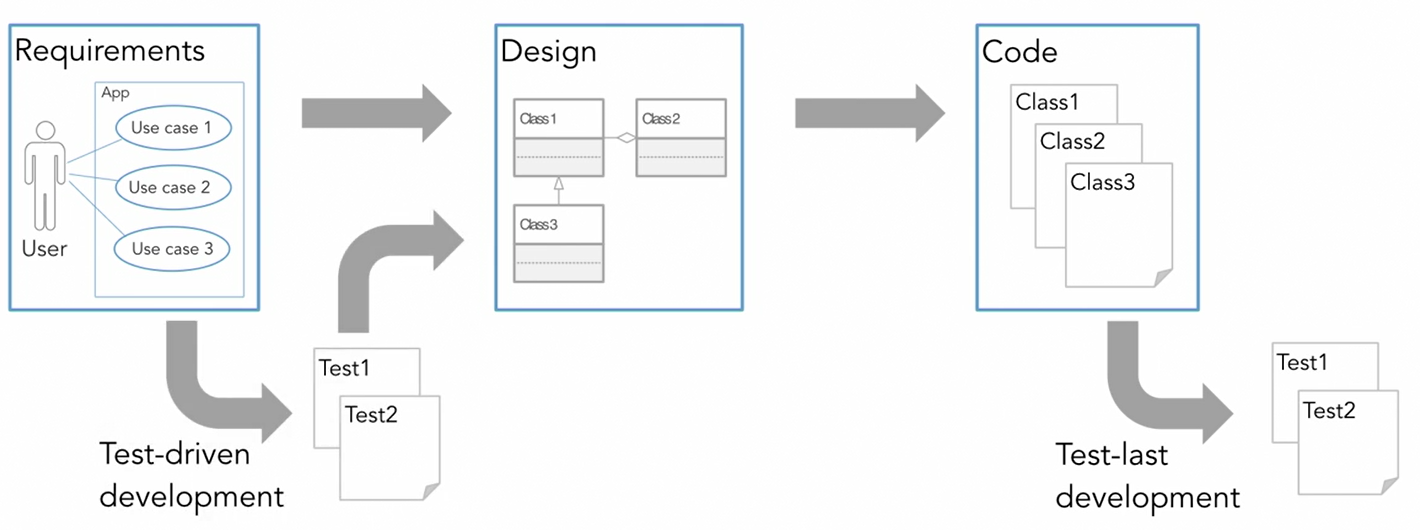 Requirements
App
Use case 1
Use case 2
Use case 3
User
Design
Class1
Class2
Class3
Code
Class1
Class2
Class3
Test-driven
development
Test1
Test2
Test-last
development
Test1
Test2